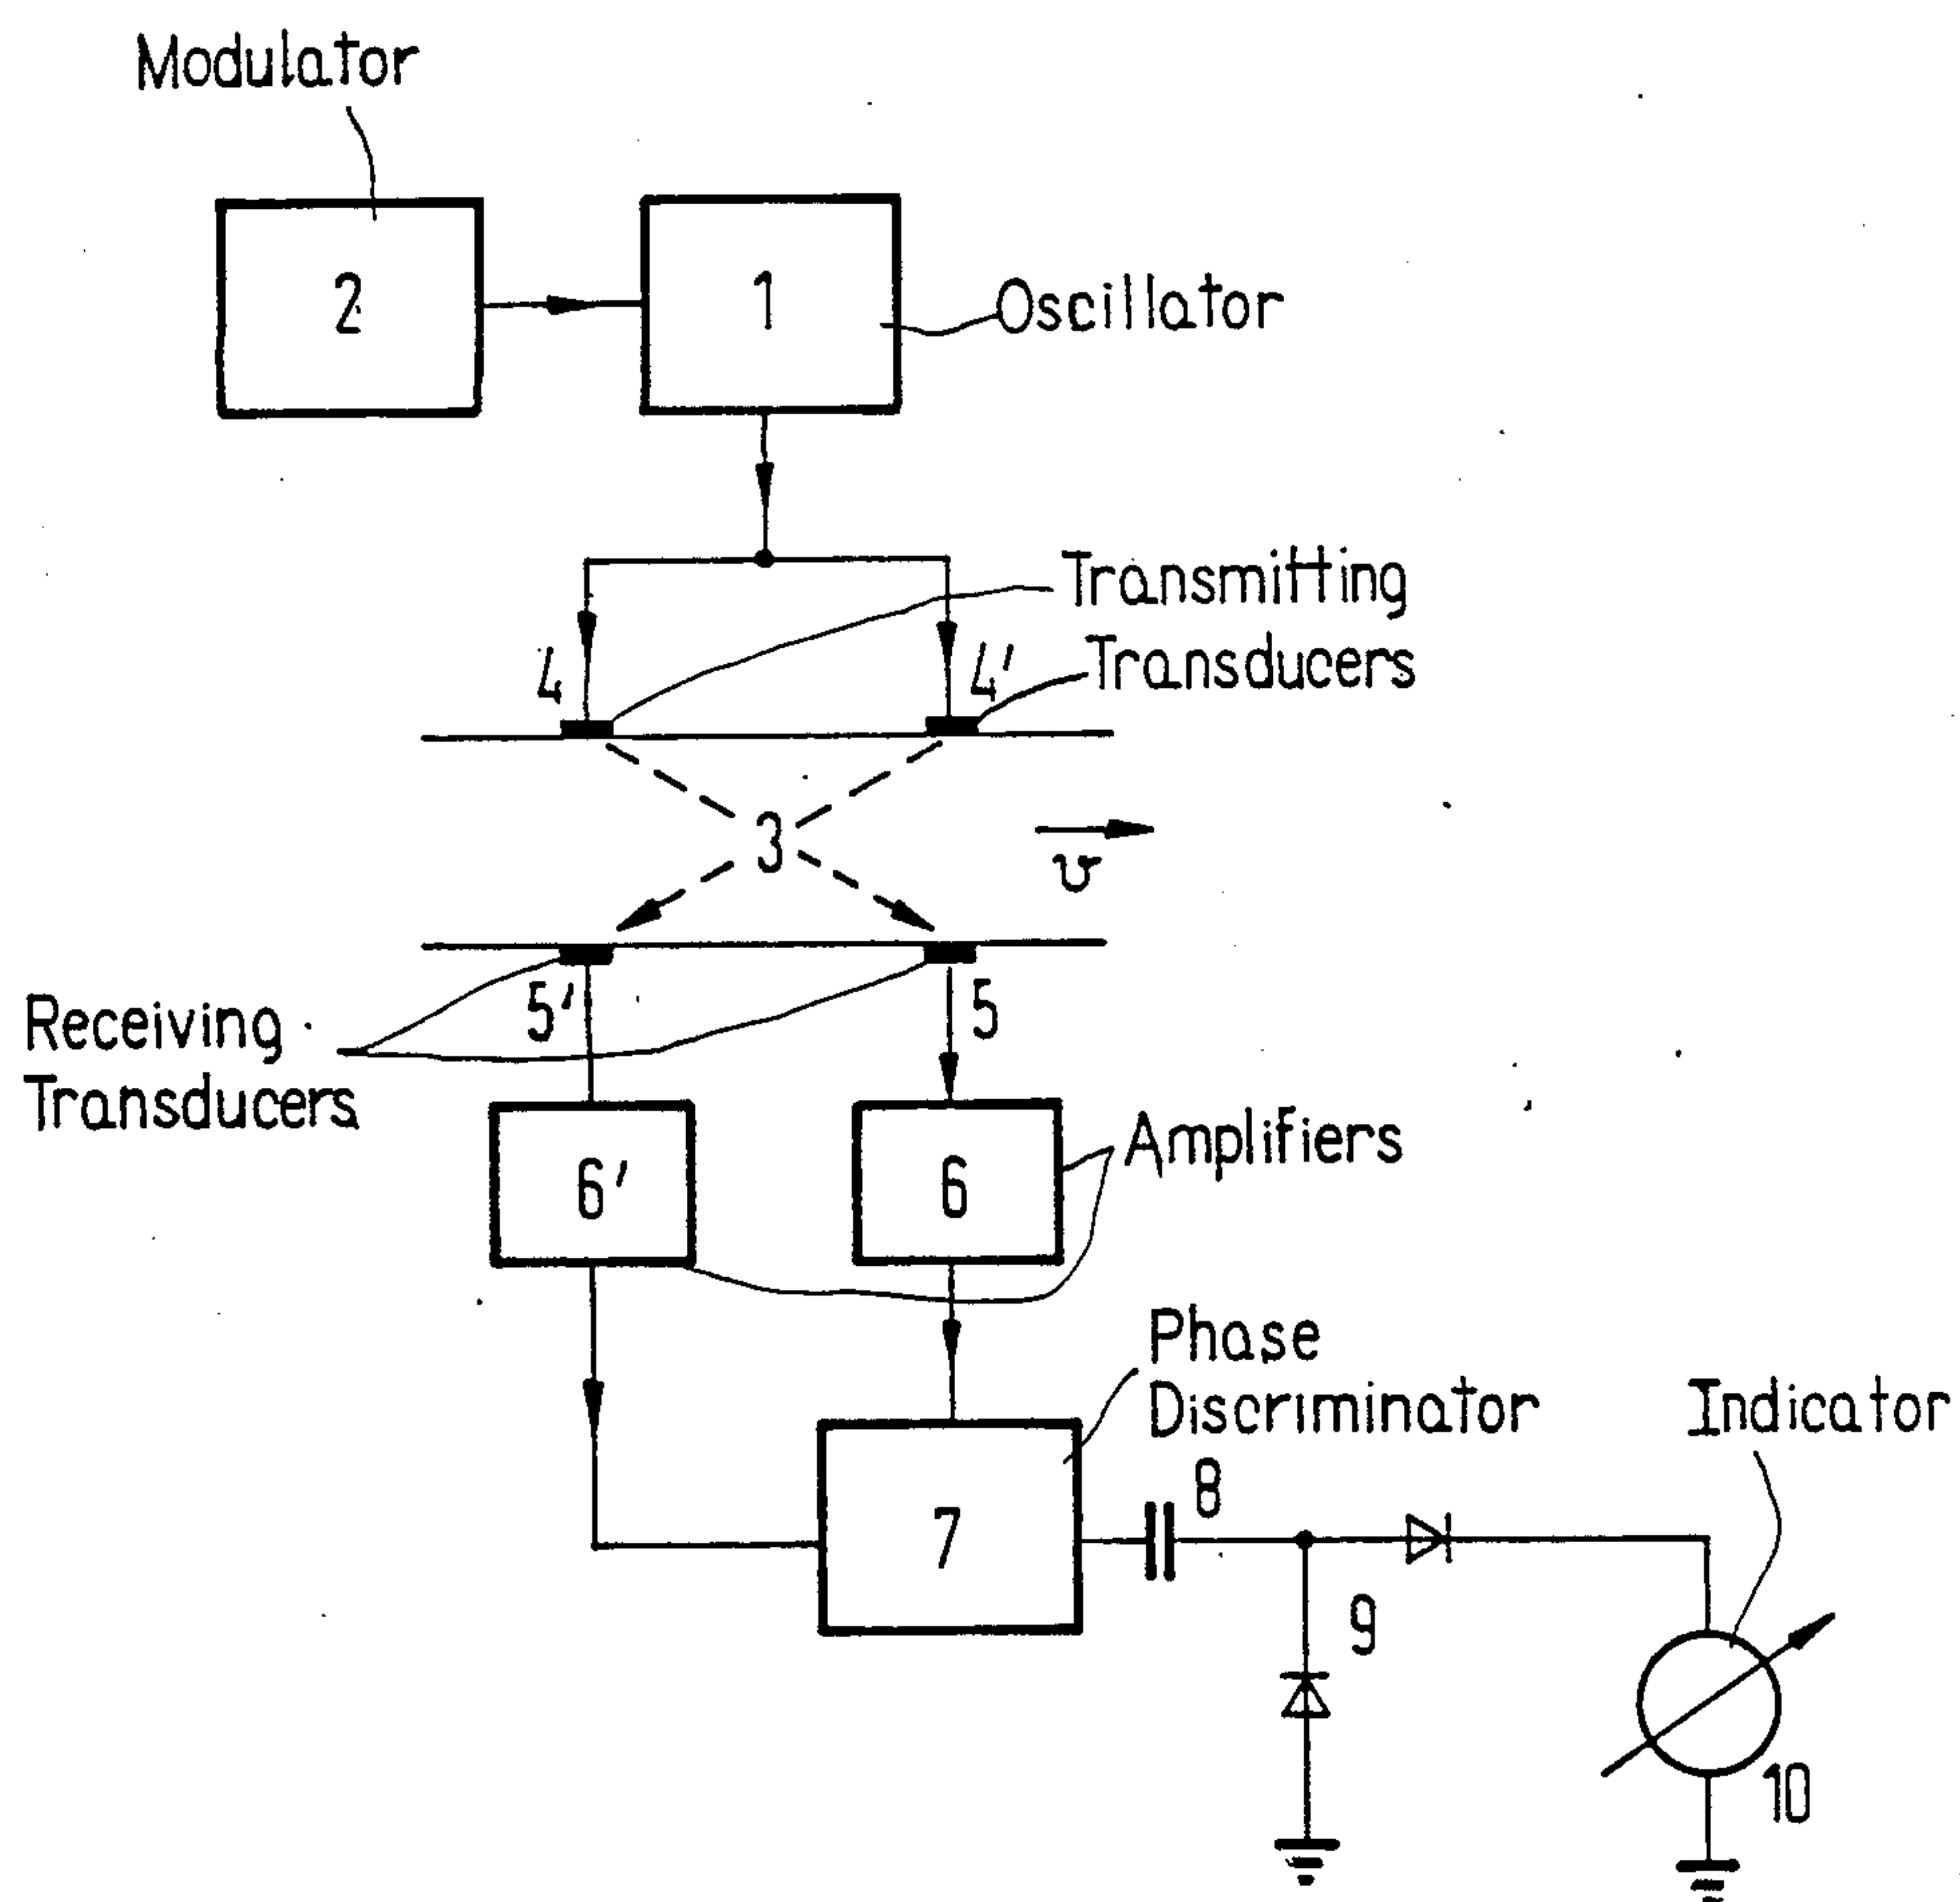 Modulator
2
1
Oscillator
Transmitting
Transducers
4
4'
3
v
5'
5
Receiving
Transducers
6'
6
Amplifiers
Phase
Discriminator
Indicator
7
8
9
10